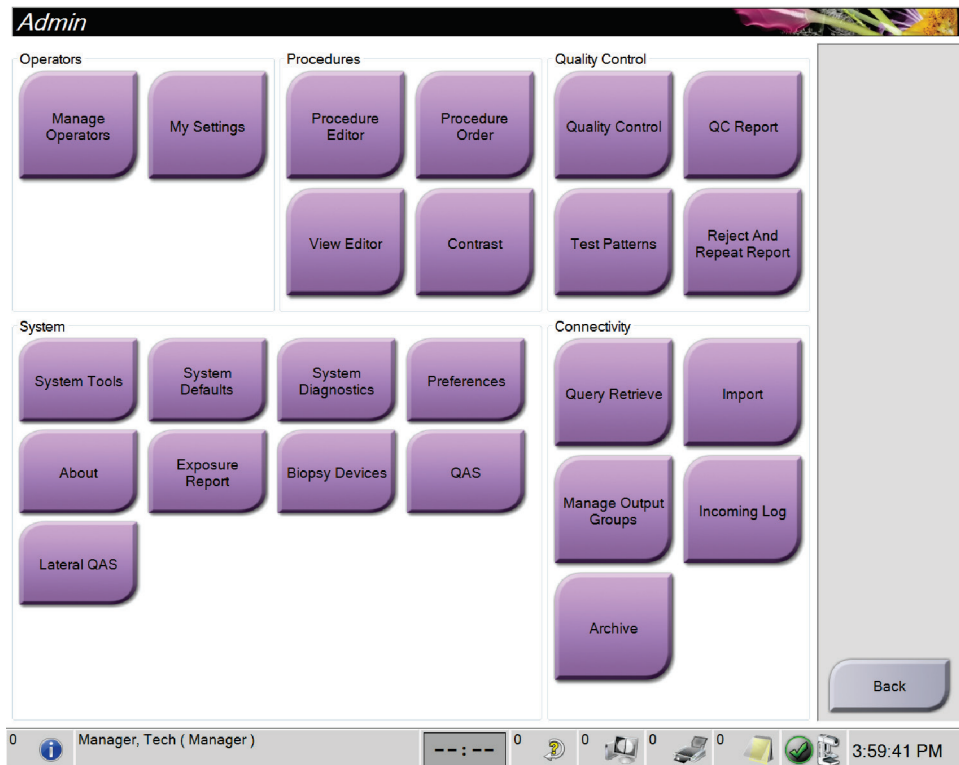 Admin
Operators
Manage
Operators
My Settings
Procedures
Procedure
Editor
Procedure
Order
View Editor
Contrast
Quality Control
Quality Control
QC Report
Test Patterns
Reject And
Repeat Report
System
System Tools
System
Defaults
System
Diagnostics
Preferences
About
Exposure
Report
Biopsy Devices
QAS
Lateral QAS
Connectivity
Query Retrieve
Import
Manage Output
Groups
Incoming Log
Archive
Back
0 Manager, Tech ( Manager ) --:-- 0 0 0 0 3:59:41 PM